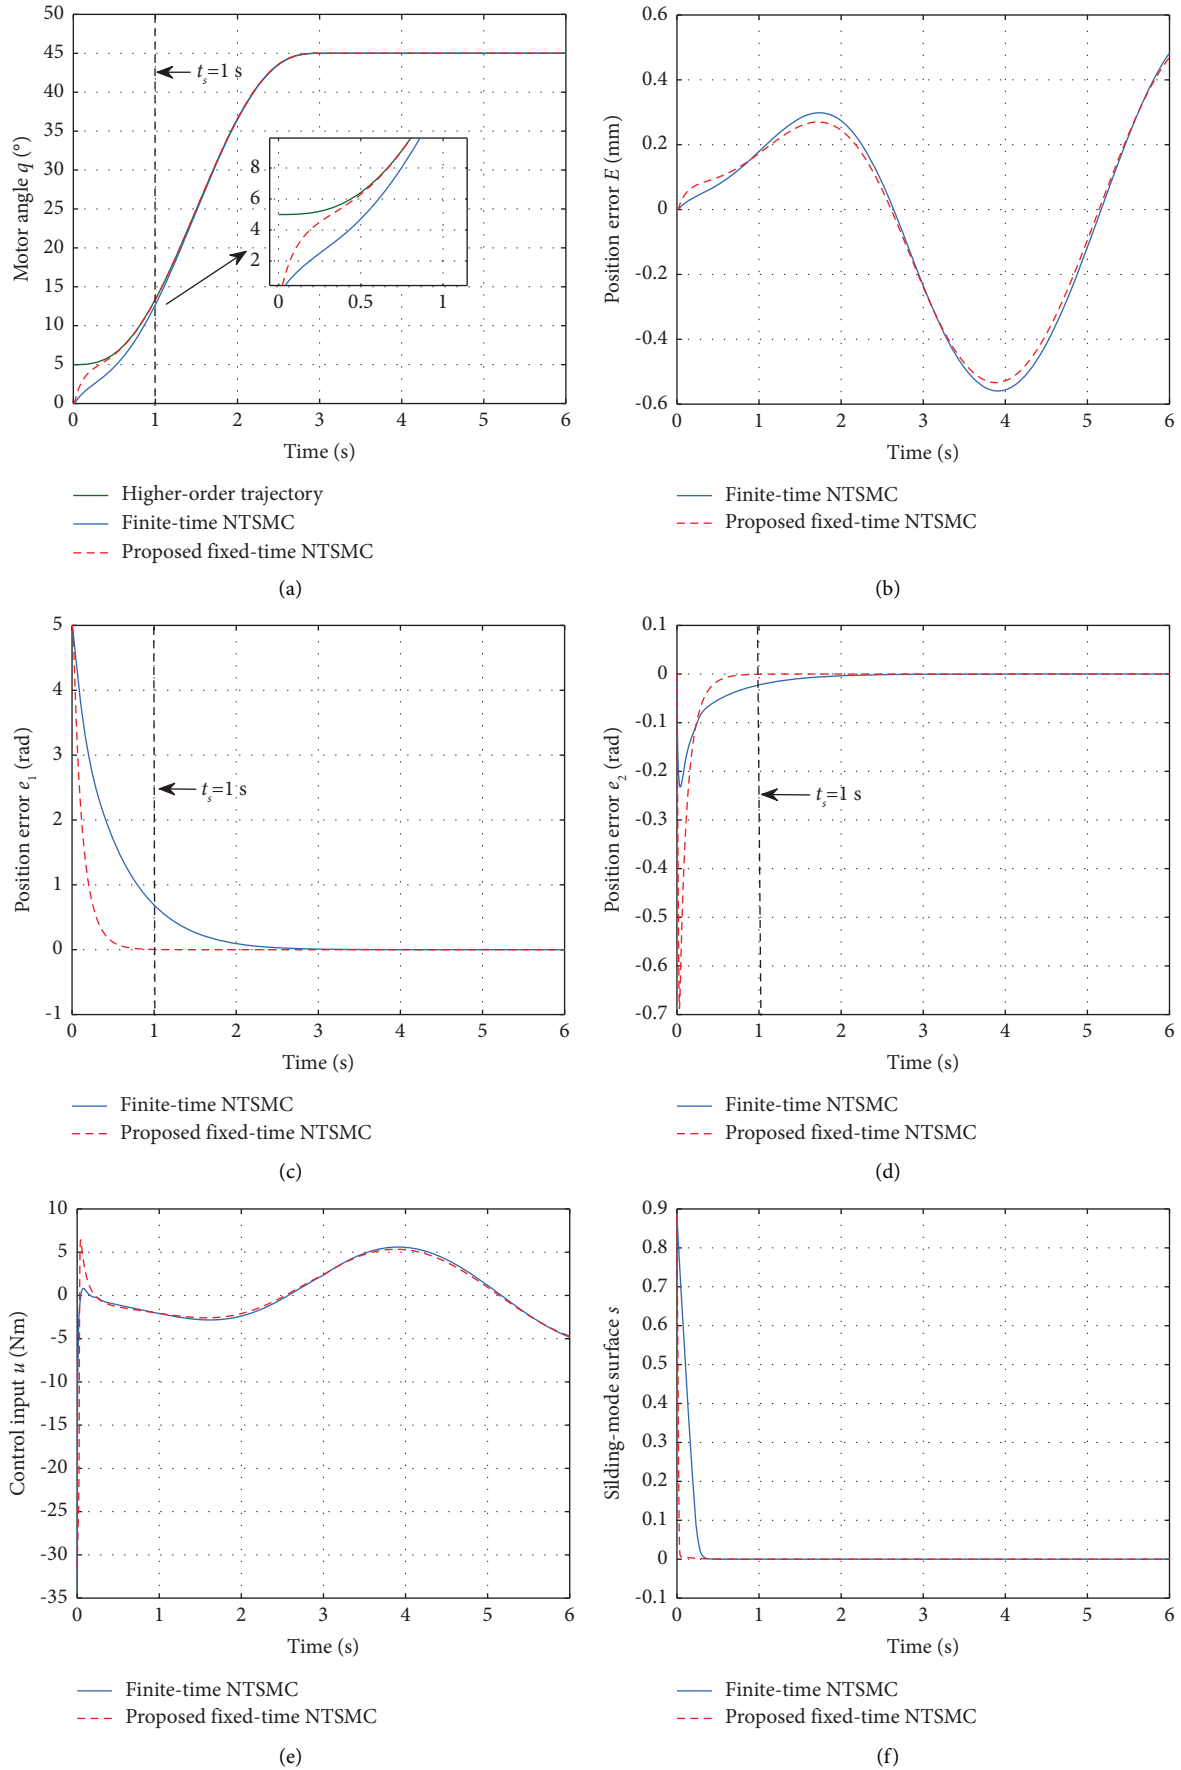 50
45
40
35
30
25
20
15
10
5
0
Motor angle q (°)
t_s=1 s
8
6
4
2
0
0.5
1
0 1 2 3 4 5 6
Time (s)
Higher-order trajectory
Finite-time NTSMC
Proposed fixed-time NTSMC
(a)
0.6
0.4
0.2
0
-0.2
-0.4
-0.6
Position error E (mm)
0 1 2 3 4 5 6
Time (s)
Finite-time NTSMC
Proposed fixed-time NTSMC
(b)
5
4
3
2
1
0
-1
Position error e_1 (rad)
t_s=1 s
0 1 2 3 4 5 6
Time (s)
Finite-time NTSMC
Proposed fixed-time NTSMC
(c)
0.1
0
-0.1
-0.2
-0.3
-0.4
-0.5
-0.6
-0.7
Position error e_2 (rad)
t_s=1 s
0 1 2 3 4 5 6
Time (s)
Finite-time NTSMC
Proposed fixed-time NTSMC
(d)
10
5
0
-5
-10
-15
-20
-25
-30
-35
Control input u (Nm)
0 1 2 3 4 5 6
Time (s)
Finite-time NTSMC
Proposed fixed-time NTSMC
(e)
0.9
0.8
0.7
0.6
0.5
0.4
0.3
0.2
0.1
0
-0.1
Silding-mode surface s
0 1 2 3 4 5 6
Time (s)
Finite-time NTSMC
Proposed fixed-time NTSMC
(f)